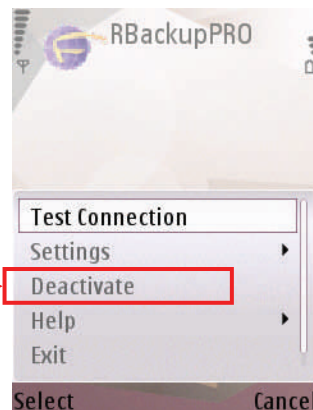 RBackupPRO
Test Connection
Settings
Deactivate
Help
Exit
Select Cancel